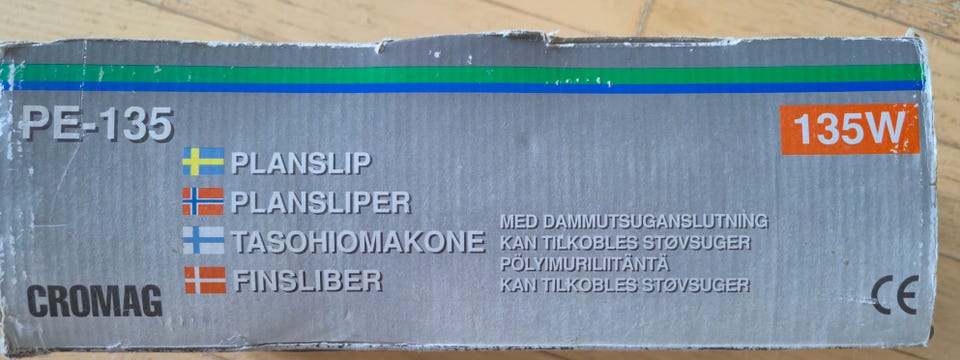 PE-135
135W
PLANSLIP
PLANSLIPER
TASOHIOMAKONE
FINSLIBER
MED DAMMUTSUGANSLUTNING
KAN TILKOBLES STØVSUGER
PÖLYIMURILIITÄNTÄ
KAN TILKOBLES STØVSUGER
CROMAG
CE